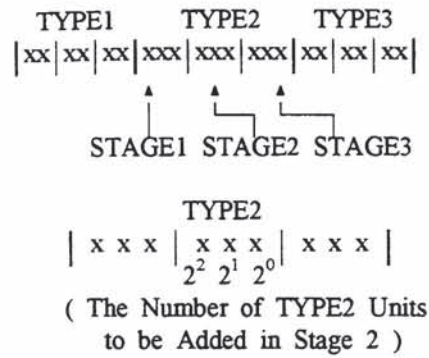 TYPE1 TYPE2 TYPE3
|xx|xx|xx|xxx|xxx|xxx|xx|xx|xx|
STAGE1 STAGE2 STAGE3
TYPE2
| x x x | x x x | x x x |
2² 2¹ 2⁰
( The Number of TYPE2 Units
to be Added in Stage 2 )